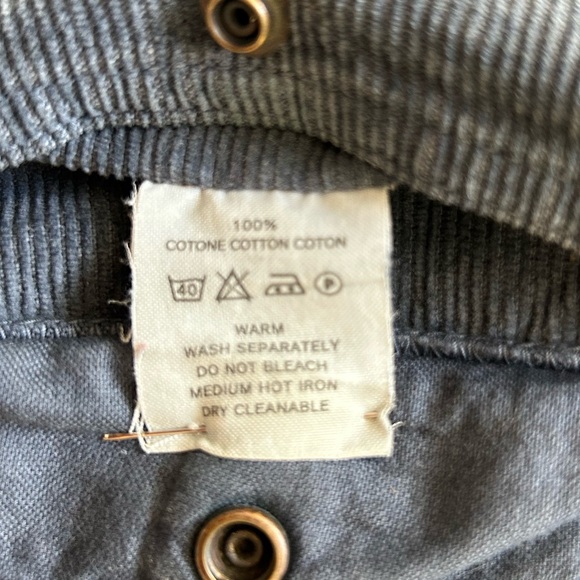 100%
COTONE COTTON COTON
40 P
WARM
WASH SEPARATELY
DO NOT BLEACH
MEDIUM HOT IRON
DRY CLEANABLE